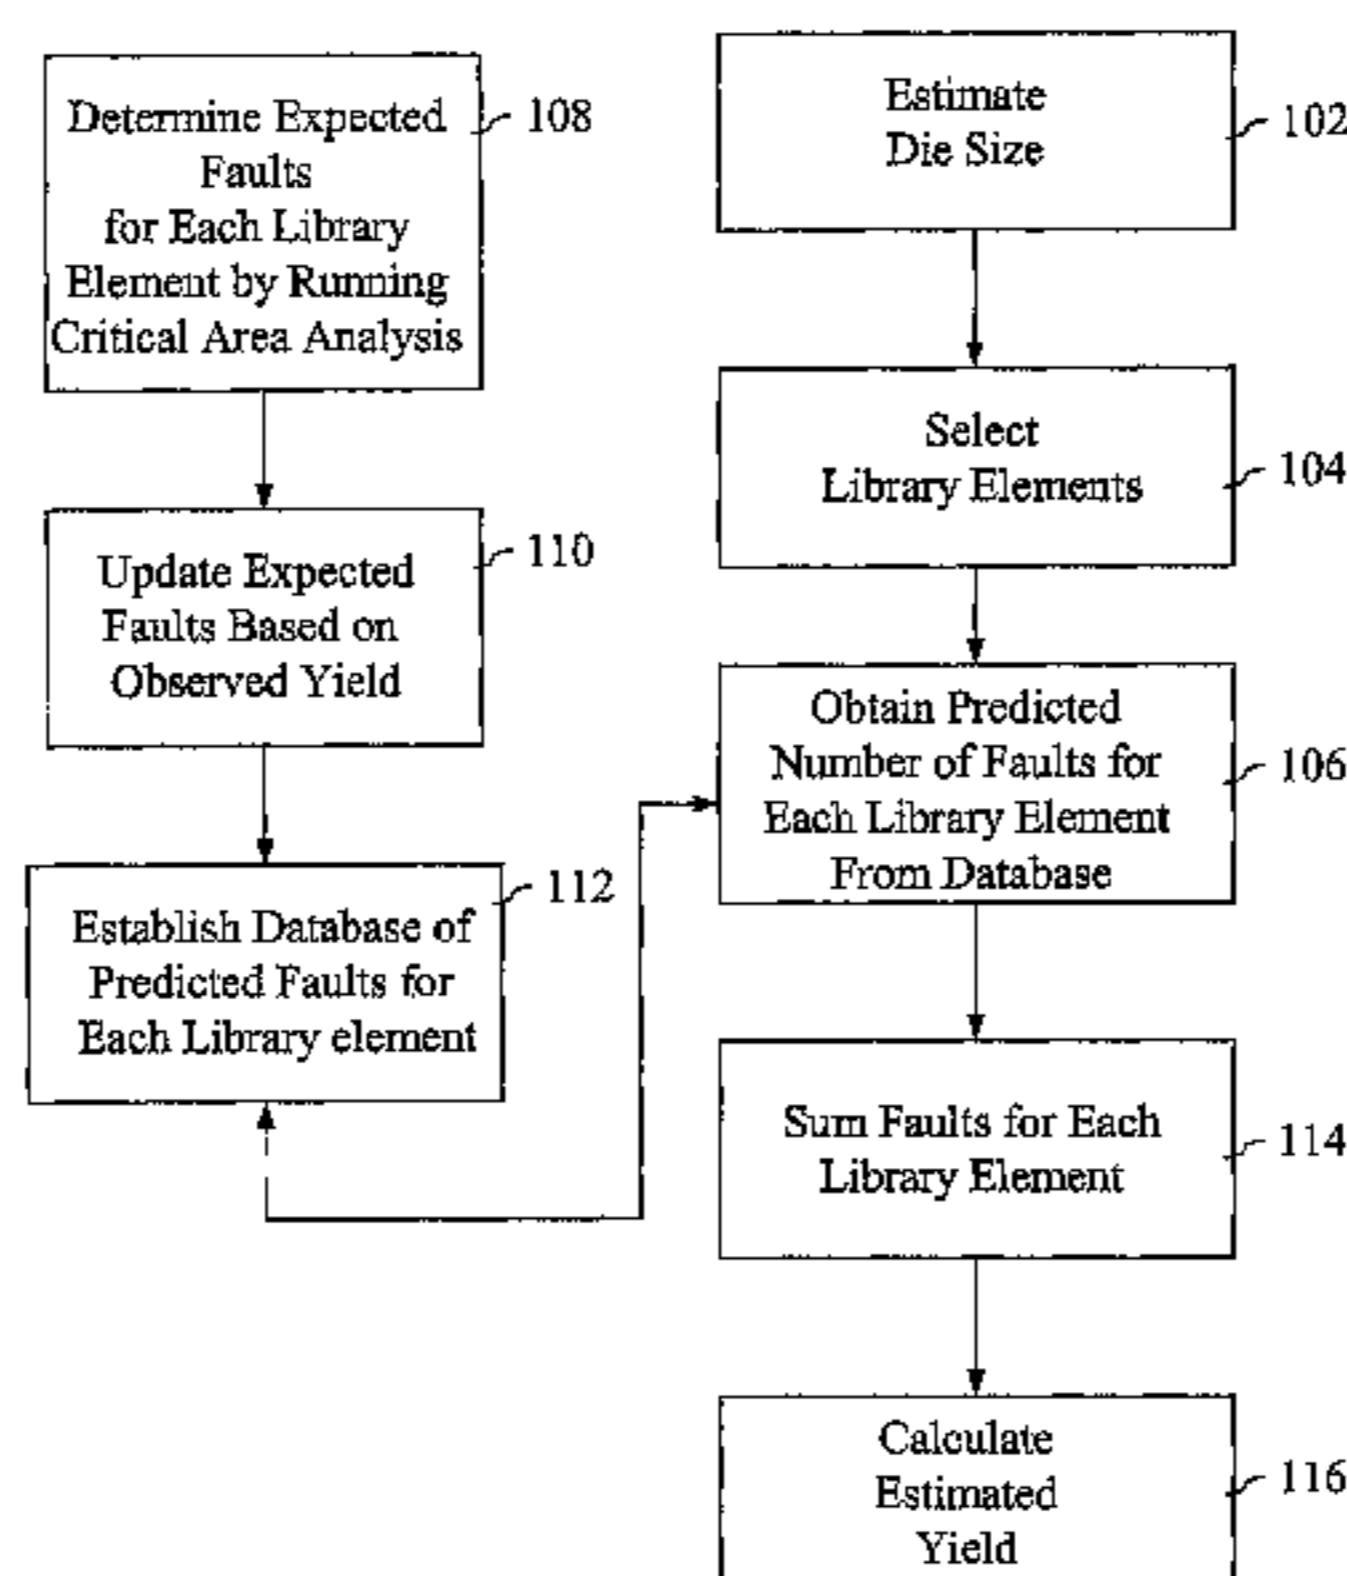 Determine Expected
Faults
for Each Library
Element by Running
Critical Area Analysis
108
Update Expected
Faults Based on
Observed Yield
110
Establish Database of
Predicted Faults for
Each Library element
112
Estimate
Die Size
102
Select
Library Elements
104
Obtain Predicted
Number of Faults for
Each Library Element
From Database
106
Sum Faults for Each
Library Element
114
Calculate
Estimated
Yield
116